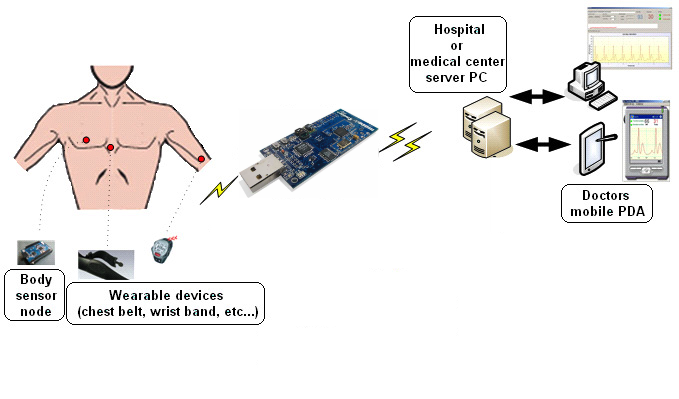 Hospital
or
medical center
server PC
Doctors
mobile PDA
Body
sensor
node
Wearable devices
(chest belt, wrist band, etc...)